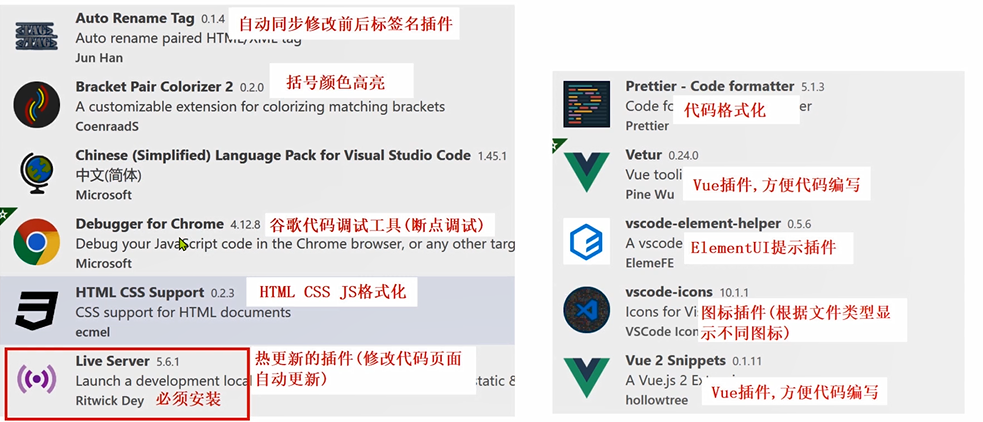 Auto Rename Tag 0.1.4 自动同步修改前后标签名插件
Auto rename paired HTML/XML tag
Jun Han
Bracket Pair Colorizer 2 0.2.0 括号颜色高亮
A customizable extension for colorizing matching brackets
CoenraadS
Chinese (Simplified) Language Pack for Visual Studio Code 1.45.1
中文(简体)
Microsoft
Debugger for Chrome 4.12.8 谷歌代码调试工具(断点调试)
Debug your JavaScript code in the Chrome browser, or any other targ
Microsoft
HTML CSS Support 0.2.3 HTML CSS JS格式化
CSS support for HTML documents
ecmel
Live Server 5.6.1 热更新的插件(修改代码页面
Launch a development local 自动更新) static &
Ritwick Dey 必须安装
Prettier - Code formatter 5.1.3
Code fo 代码格式化 er
Prettier
Vetur 0.24.0
Vue tooli
Pine Wu Vue插件,方便代码编写
vscode-element-helper 0.5.6
A vscode ElementUI提示插件
ElemeFE
vscode-icons 10.1.1
Icons for Vis 图标插件(根据文件类型显
VSCode Icon 示不同图标)
Vue 2 Snippets 0.1.11
A Vue.js 2 Ex
hollowtree Vue插件,方便代码编写